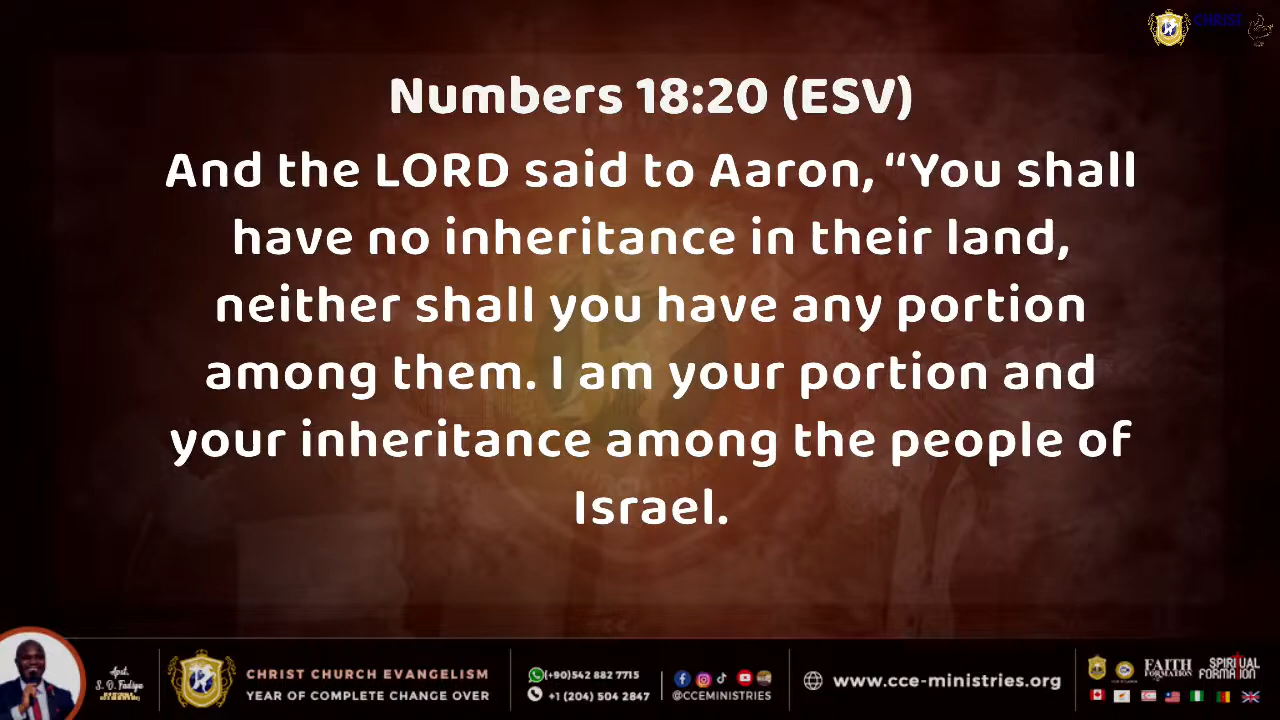 CHRIST
Numbers 18:20 (ESV)
And the LORD said to Aaron, “You shall
have no inheritance in their land,
neither shall you have any portion
among them. I am your portion and
your inheritance among the people of
Israel.
Apst.
CHRIST CHURCH EVANGELISM
YEAR OF COMPLETE CHANGE OVER
(+90)542 882 7715
+1 (204) 504 2847
@CCEMINISTRIES
www.cce-ministries.org
FAITH
FORMATION
SPIRITUAL
FORMATION